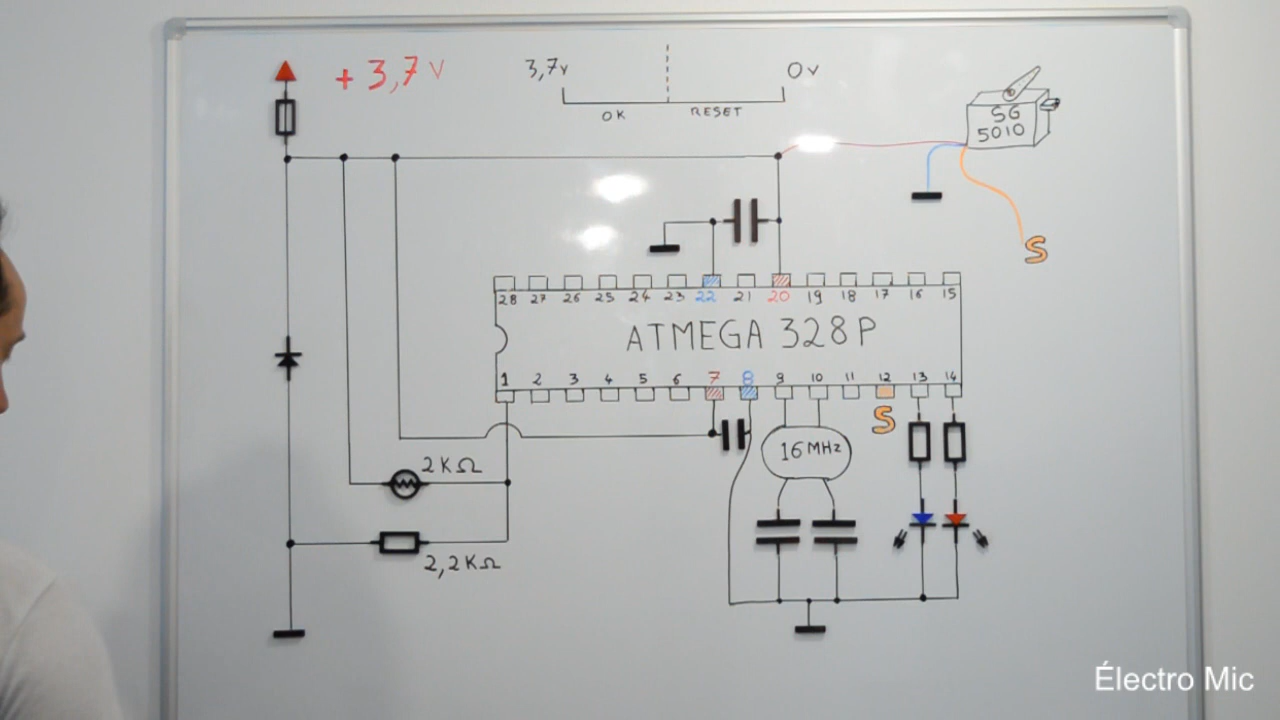 + 3,7 V
3,7v
0v
OK
RESET
SG
5010
S
28 27 26 25 24 23 22 21 20 19 18 17 16 15
ATMEGA 328P
1 2 3 4 5 6 7 8 9 10 11 12 13 14
S
16 MHz
2KΩ
2,2KΩ
Électro Mic